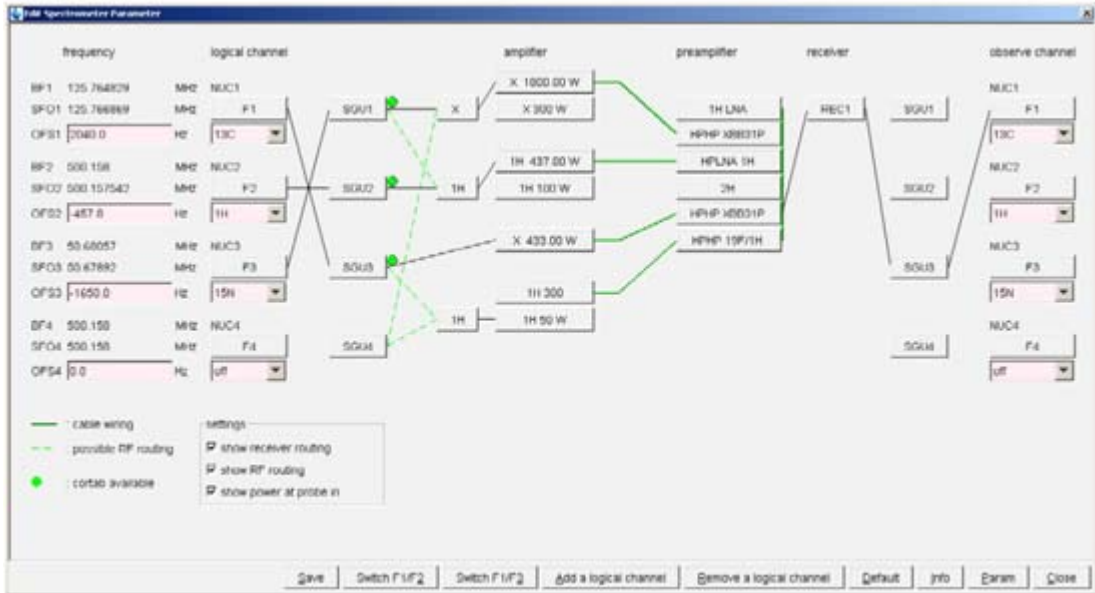 Edit Spectrometer Parameter
frequency logical channel amplifier preamplifier receiver observe channel
BF1 125.764829 MHz NUC1 X 1000.00 W NUC1
SFO1 125.766869 MHz F1 SGU1 X X 300 W 1H LNA REC1 SGU1 F1
OFS1 2040.0 Hz 13C HPHP XBB31P 13C
BF2 500.158 MHz NUC2 1H 437.00 W HPLNA 1H NUC2
SFO2 500.157542 MHz F2 SGU2 1H 1H 100 W 2H SGU2 F2
OFS2 -457.8 Hz 1H HPHP XBB31P 1H
BF3 50.68057 MHz NUC3 X 433.00 W HPHP 19F/1H NUC3
SFO3 50.67892 MHz F3 SGU3 SGU3 F3
OFS3 -1650.0 Hz 15N 1H 300 15N
BF4 500.158 MHz NUC4 1H 1H 50 W NUC4
SFO4 500.158 MHz F4 SGU4 SGU4 F4
OFS4 0.0 Hz off off
: cable wiring settings
: possible RF routing show receiver routing
show RF routing
: cortab available show power at probe in
Save Switch F1/F2 Switch F1/F3 Add a logical channel Remove a logical channel Default Info Param Close